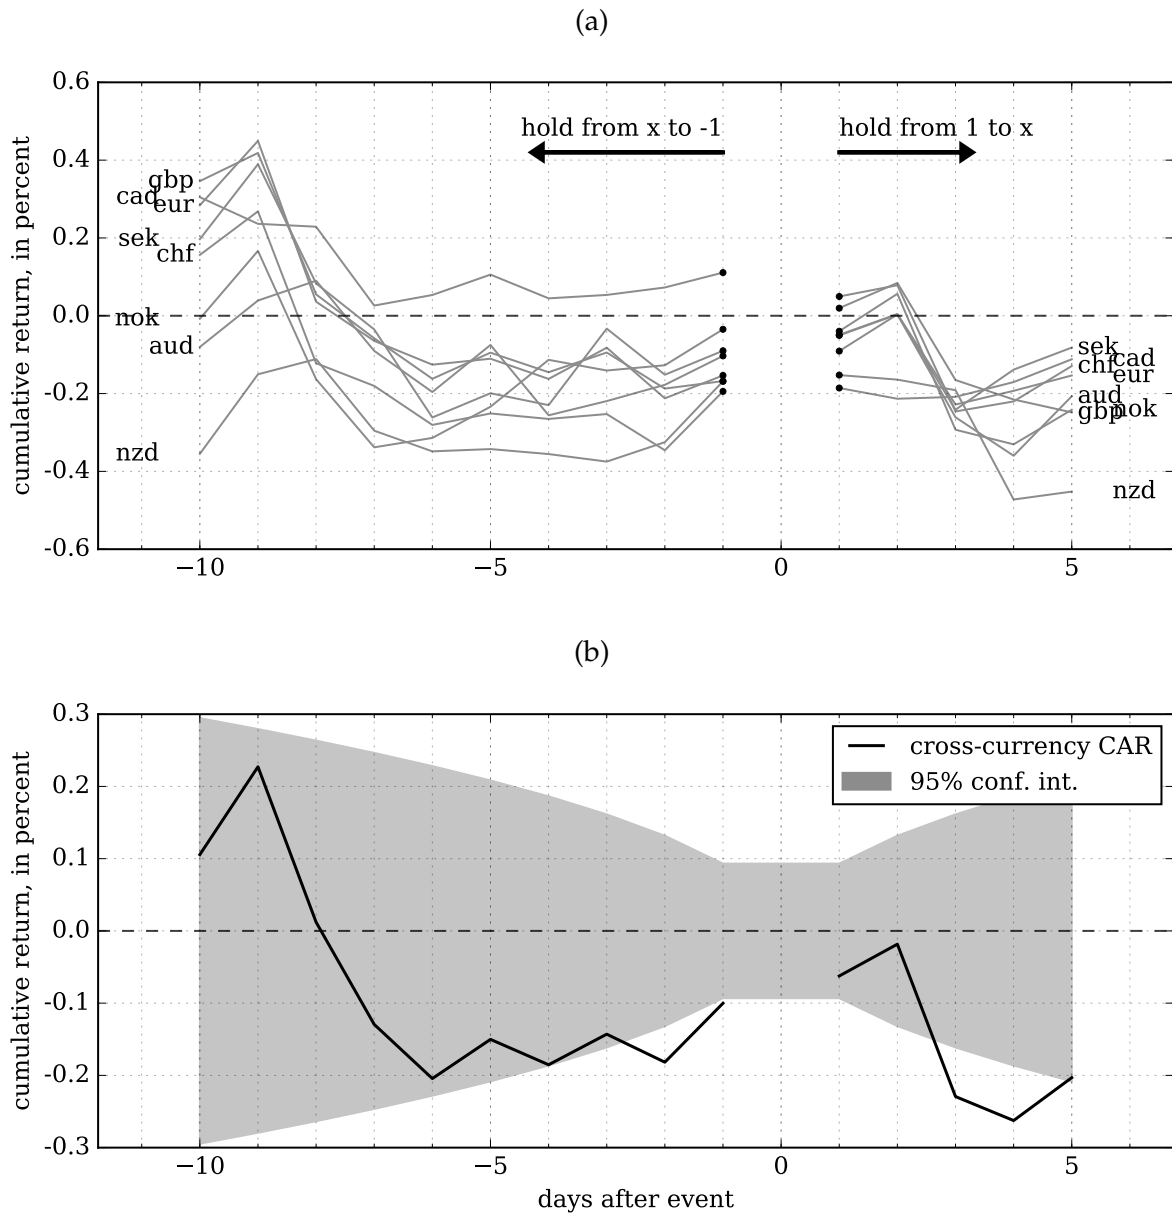 (a)
0.6
hold from x to -1 hold from 1 to x
0.4
gbp
cad
eur
0.2
sek
chf
0.0
nok
aud
sek
cad
chf
eur
-0.2
aud
nok
gbp
nzd
-0.4
nzd
-0.6
−10 −5 0 5
cumulative return, in percent
(b)
0.3
cross-currency CAR
95% conf. int.
0.2
0.1
0.0
-0.1
-0.2
-0.3
−10 −5 0 5
cumulative return, in percent
days after event